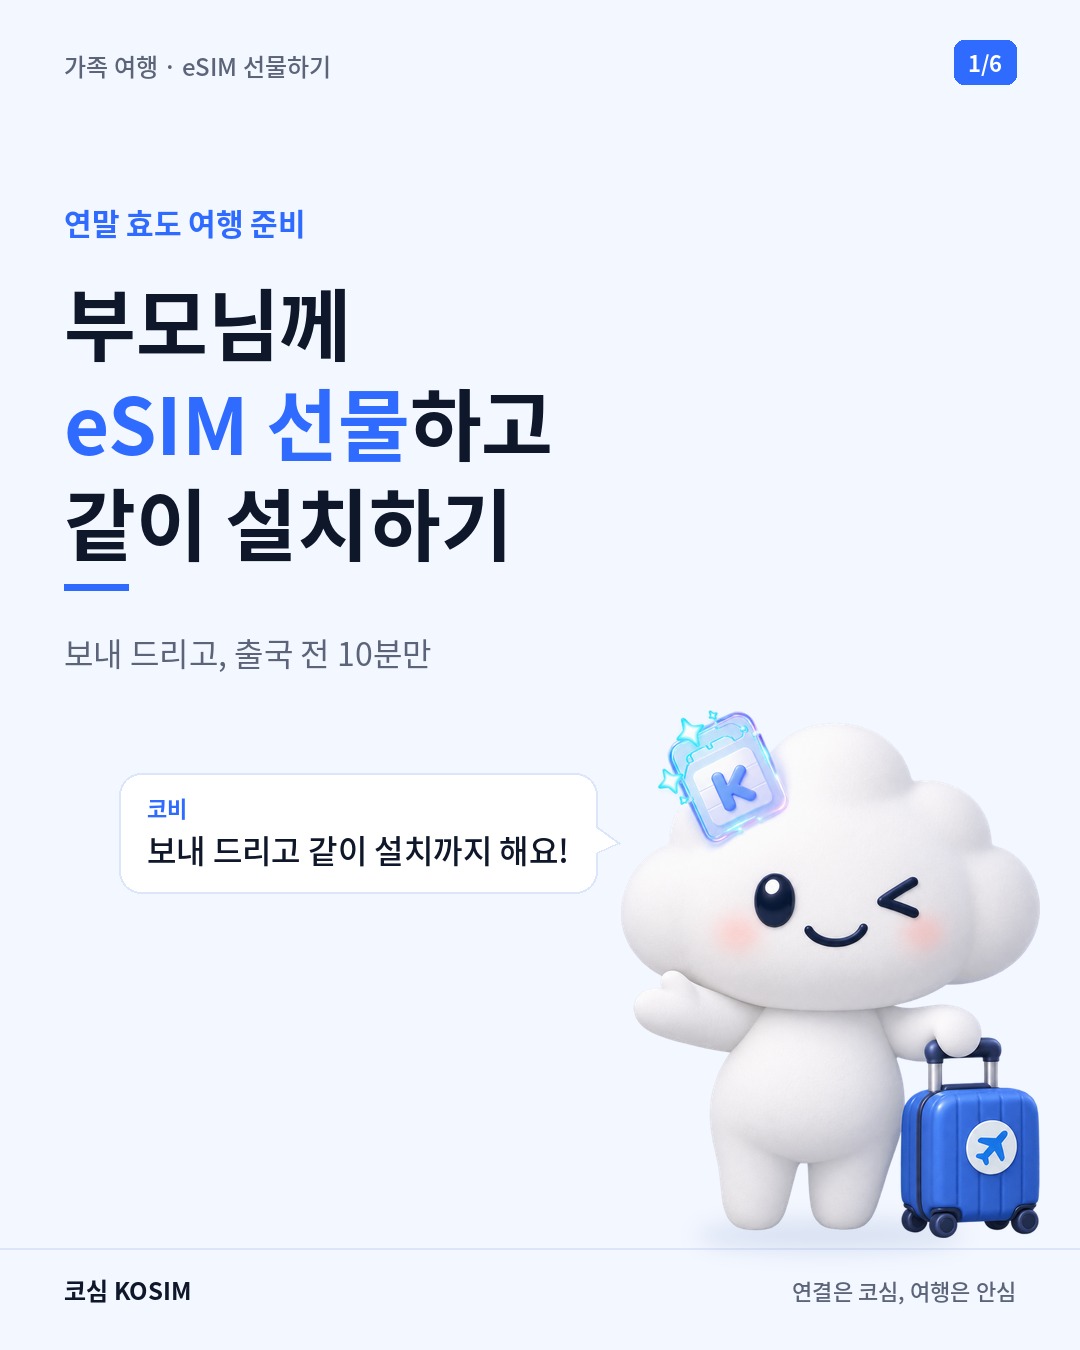 가족 여행 · eSIM 선물하기
1/6
연말 효도 여행 준비
부모님께
eSIM 선물하고
같이 설치하기
보내 드리고, 출국 전 10분만
K
코비
보내 드리고 같이 설치까지 해요!
코심 KOSIM
연결은 코심, 여행은 안심